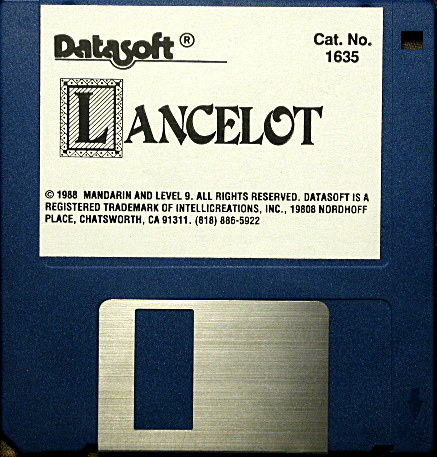 Datasoft ®
Cat. No.
1635
LANCELOT
© 1988 MANDARIN AND LEVEL 9. ALL RIGHTS RESERVED. DATASOFT IS A
REGISTERED TRADEMARK OF INTELLICREATIONS, INC., 19808 NORDHOFF
PLACE, CHATSWORTH, CA 91311. (818) 886-5922